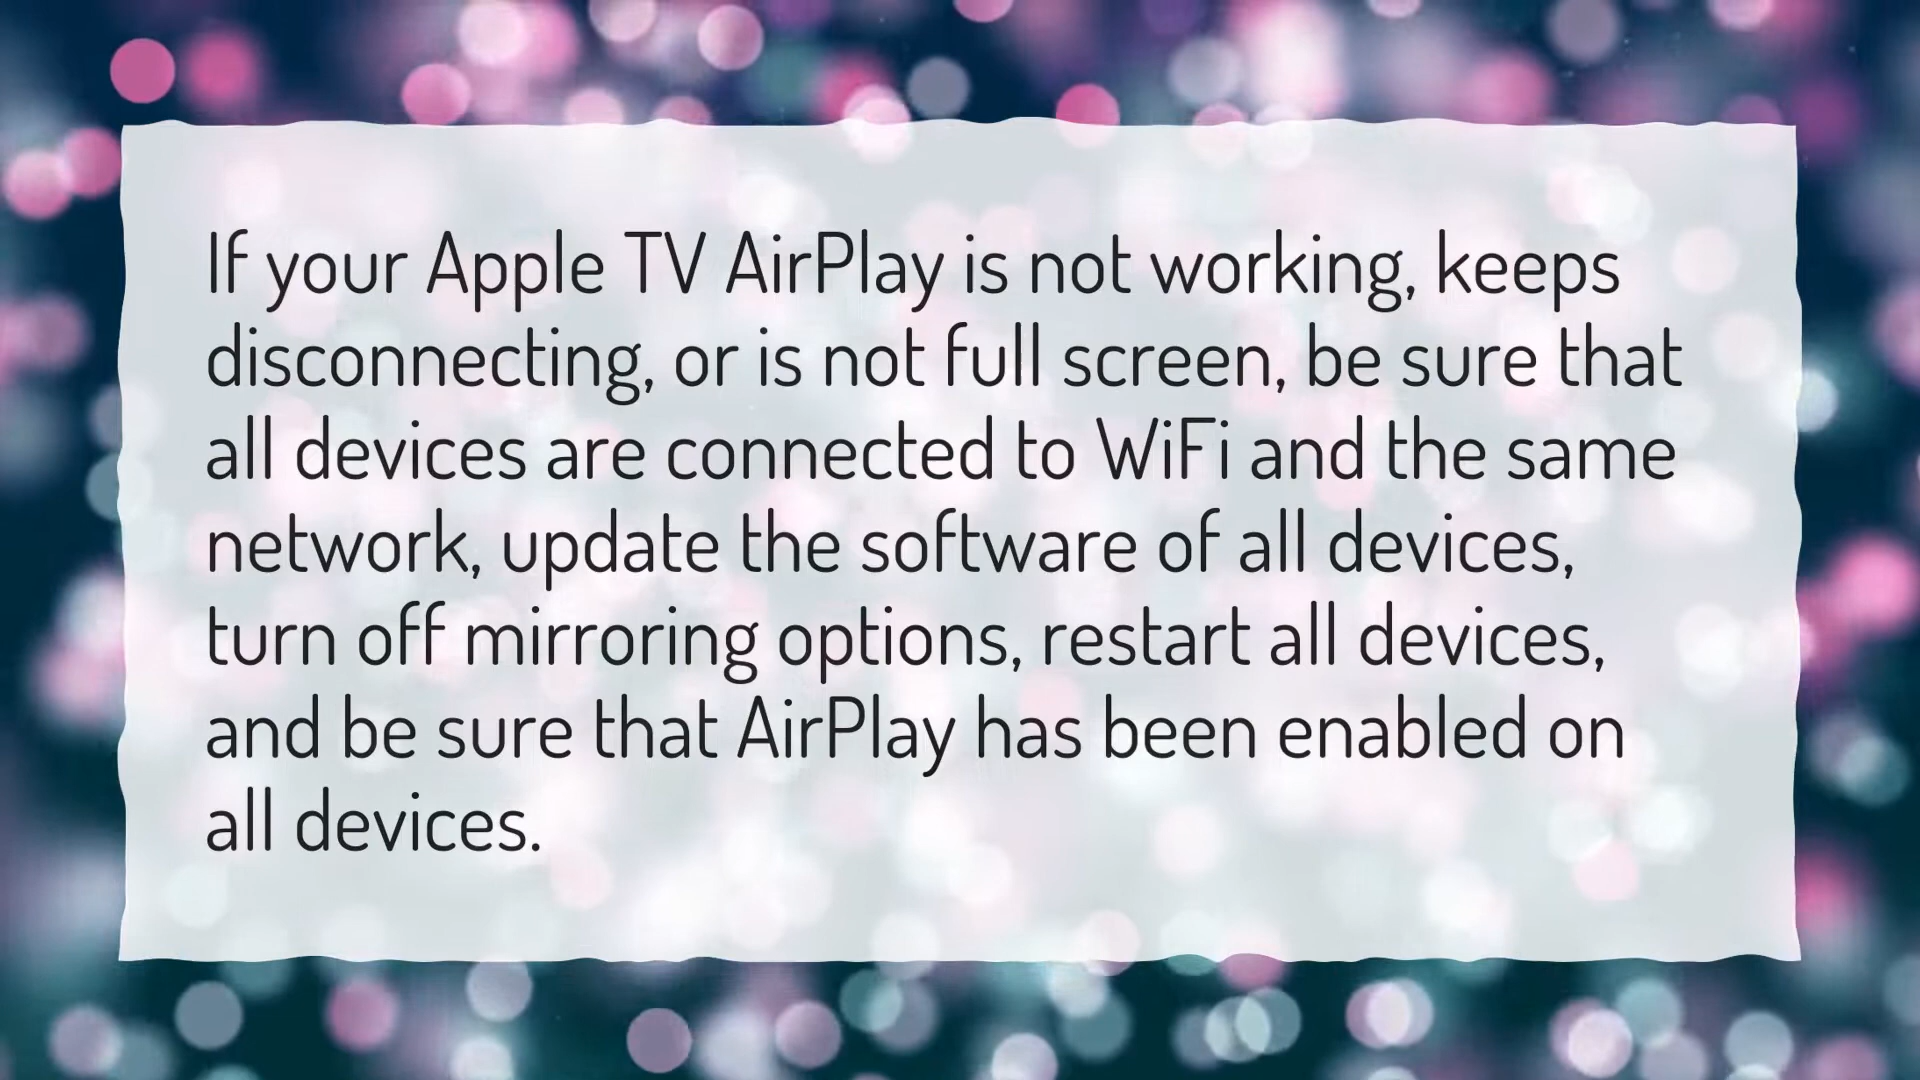 If your Apple TV AirPlay is not working, keeps
disconnecting, or is not full screen, be sure that
all devices are connected to WiFi and the same
network, update the software of all devices,
turn off mirroring options, restart all devices,
and be sure that AirPlay has been enabled on
all devices.